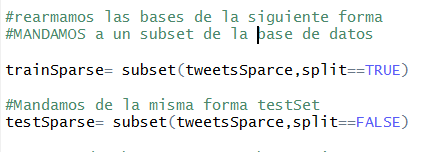 #rearmamos las bases de la siguiente forma
#MANDAMOS a un subset de la base de datos
trainSparse= subset(tweetsSparce,split==TRUE)
#Mandamos de la misma forma testSet
testSparse= subset(tweetsSparce,split==FALSE)